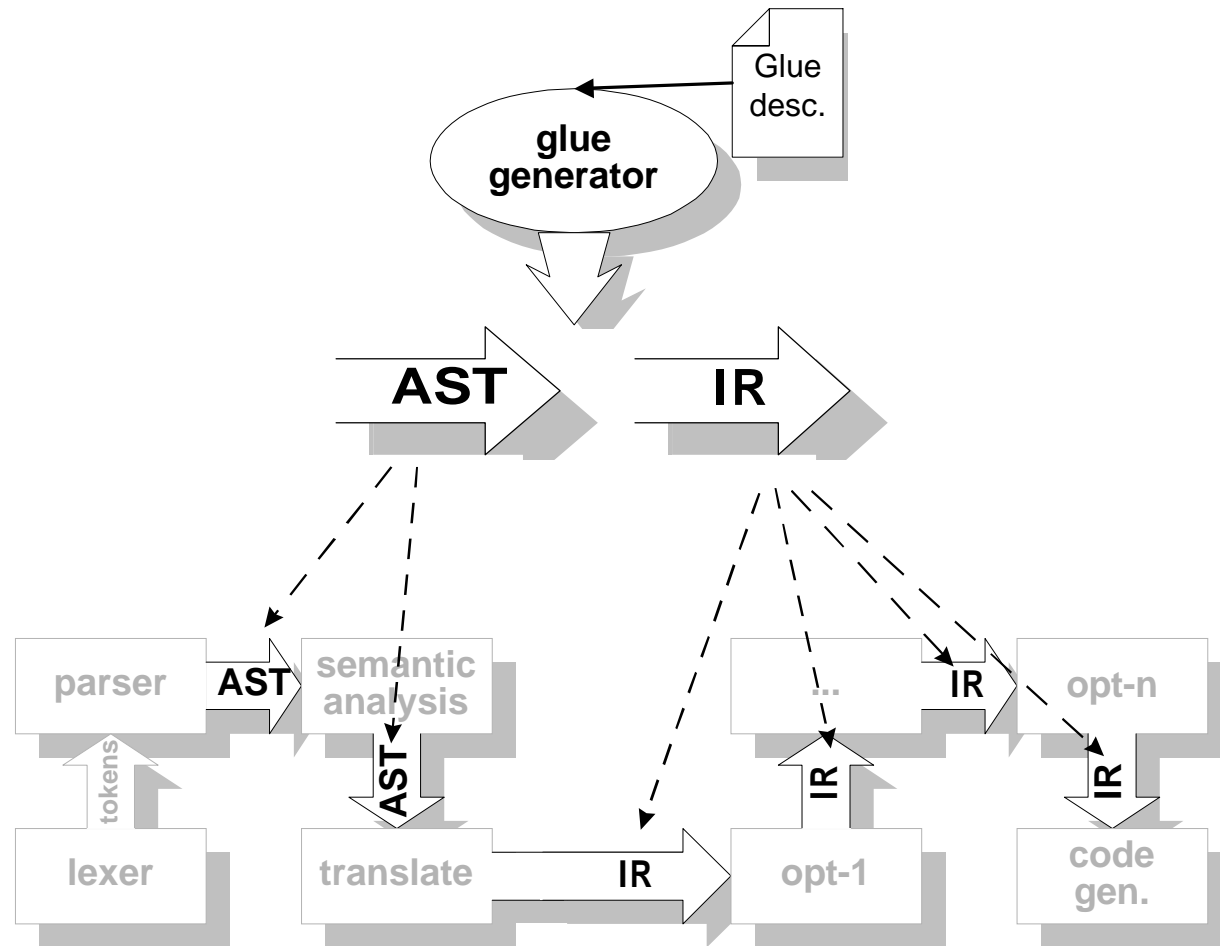 Glue
desc.
glue
generator
AST
IR
parser
AST
semantic
analysis
...
IR
opt-n
tokens
AST
IR
IR
lexer
translate
IR
opt-1
code
gen.